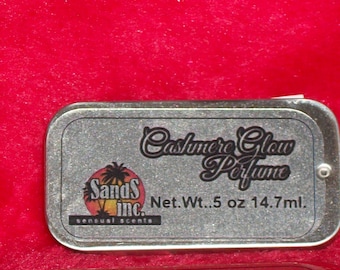 Cashmere Glow
Perfume
Net.Wt..5 oz 14.7ml.
SandS
inc.
sensual scents